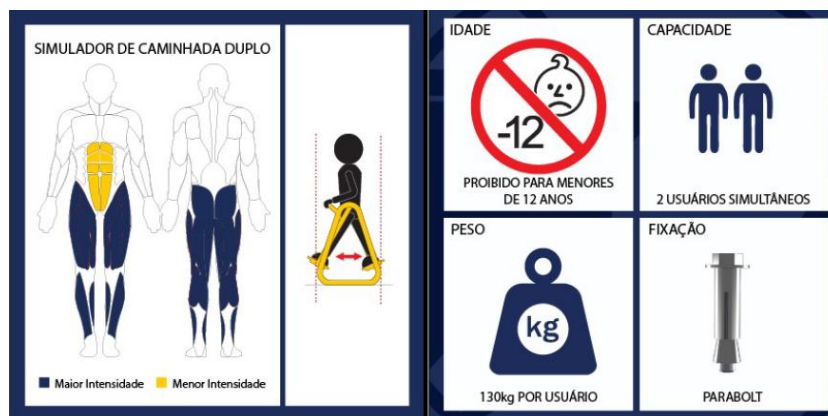 SIMULADOR DE CAMINHADA DUPLO
Maior Intensidade
Menor Intensidade
IDADE
-12
PROIBIDO PARA MENORES
DE 12 ANOS
CAPACIDADE
2 USUÁRIOS SIMULTÂNEOS
PESO
kg
130kg POR USUÁRIO
FIXAÇÃO
PARABOLT